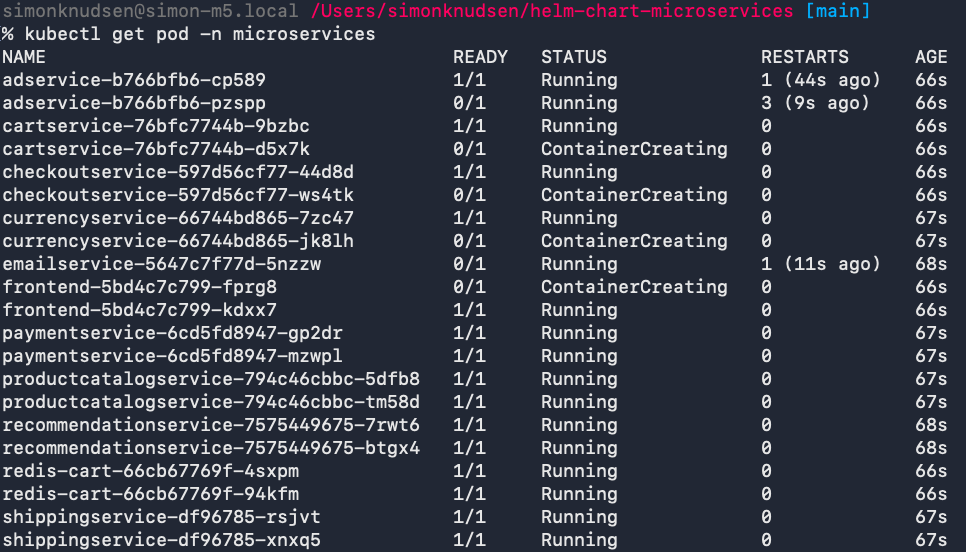 simonknudsen@simon-m5.local /Users/simonknudsen/helm-chart-microservices [main]
% kubectl get pod -n microservices
NAME READY STATUS RESTARTS AGE
adservice-b766bfb6-cp589 1/1 Running 1 (44s ago) 66s
adservice-b766bfb6-pzspp 0/1 Running 3 (9s ago) 66s
cartservice-76bfc7744b-9bzbc 1/1 Running 0 66s
cartservice-76bfc7744b-d5x7k 0/1 ContainerCreating 0 66s
checkoutservice-597d56cf77-44d8d 1/1 Running 0 66s
checkoutservice-597d56cf77-ws4tk 0/1 ContainerCreating 0 66s
currencyservice-66744bd865-7zc47 1/1 Running 0 67s
currencyservice-66744bd865-jk8lh 0/1 ContainerCreating 0 67s
emailservice-5647c7f77d-5nzzw 0/1 Running 1 (11s ago) 68s
frontend-5bd4c7c799-fprg8 0/1 ContainerCreating 0 66s
frontend-5bd4c7c799-kdxx7 1/1 Running 0 66s
paymentservice-6cd5fd8947-gp2dr 1/1 Running 0 67s
paymentservice-6cd5fd8947-mzwpl 1/1 Running 0 67s
productcatalogservice-794c46cbbc-5dfb8 1/1 Running 0 67s
productcatalogservice-794c46cbbc-tm58d 1/1 Running 0 67s
recommendationservice-7575449675-7rwt6 1/1 Running 0 68s
recommendationservice-7575449675-btgx4 1/1 Running 0 68s
redis-cart-66cb67769f-4sxpm 1/1 Running 0 66s
redis-cart-66cb67769f-94kfm 1/1 Running 0 66s
shippingservice-df96785-rsjvt 1/1 Running 0 67s
shippingservice-df96785-xnxq5 1/1 Running 0 67s